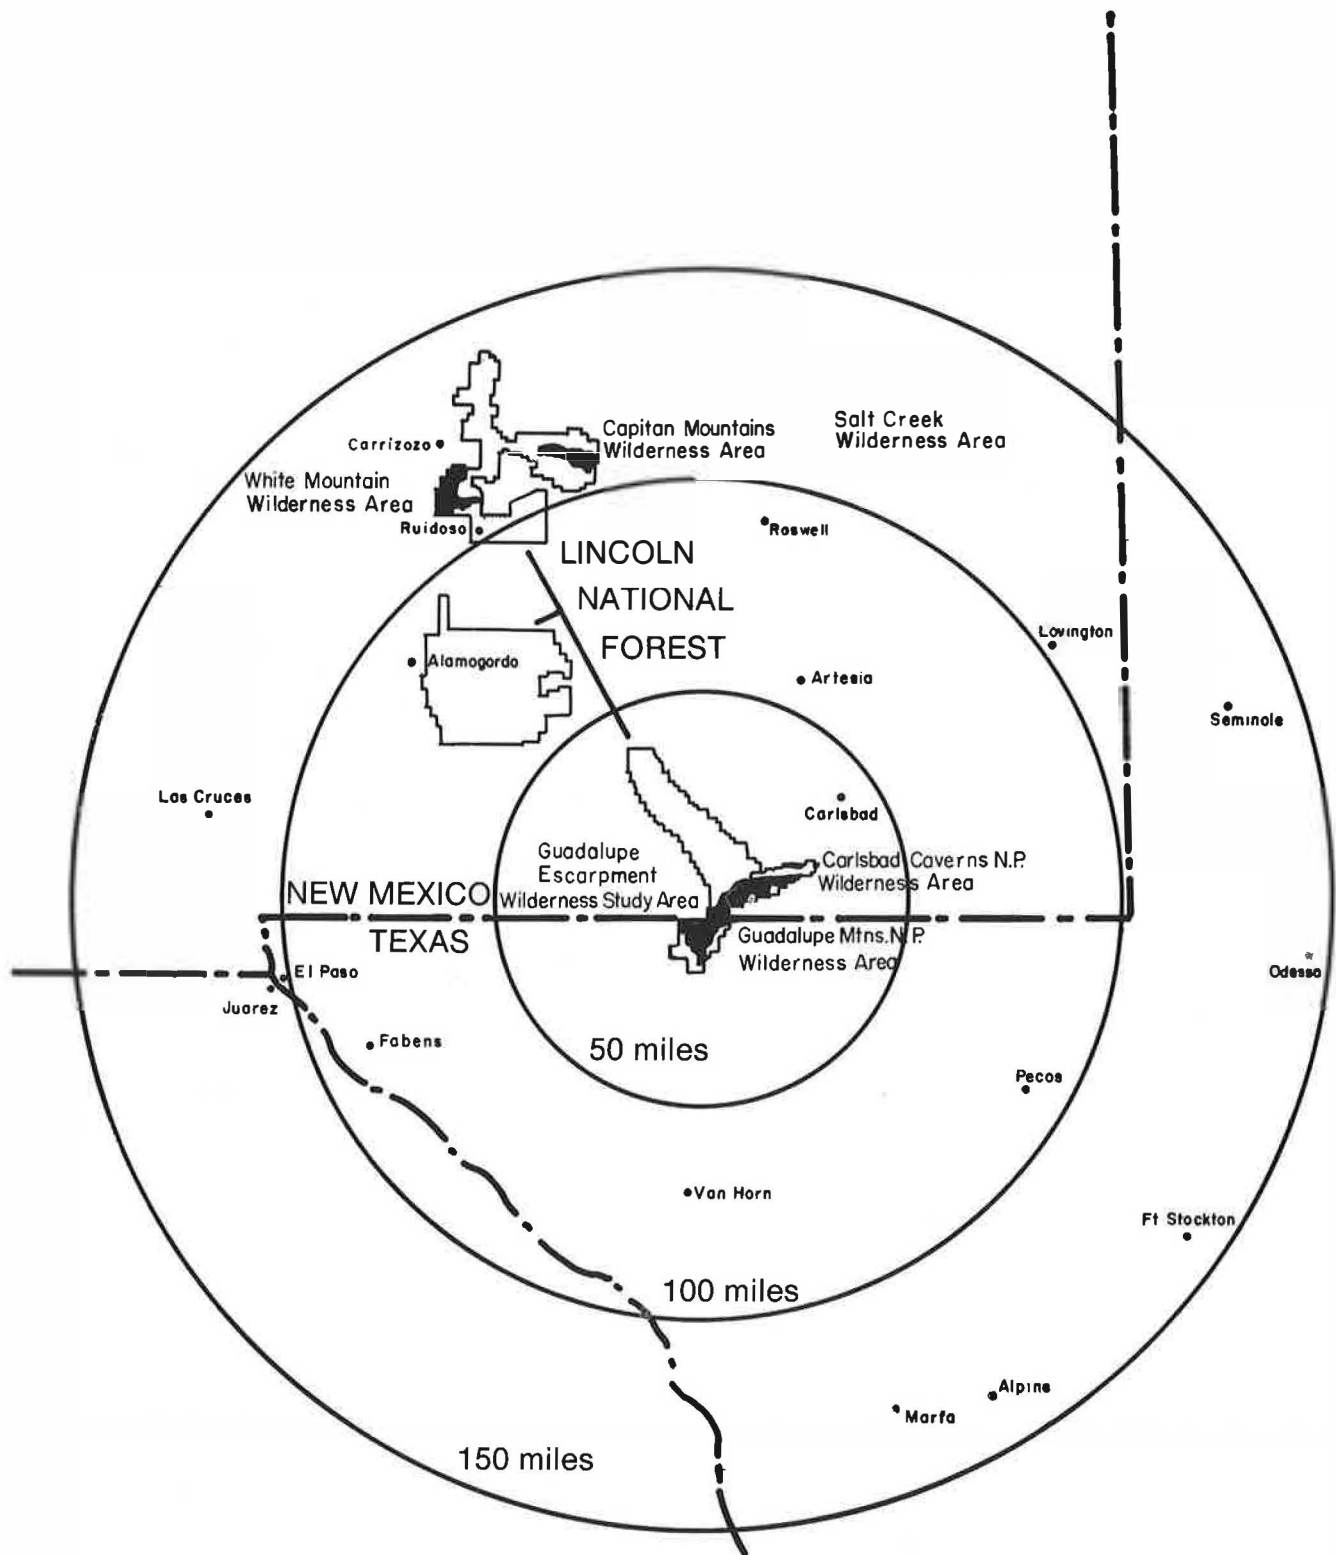 Capitan Mountains
Wilderness Area
Salt Creek
Wilderness Area
Carrizozo
White Mountain
Wilderness Area
Ruidoso
Roswell
LINCOLN
NATIONAL
FOREST
Lovington
Alamogordo
Artesia
Seminole
Las Cruces
Carlsbad
Guadalupe
Escarpment
Wilderness Study Area
Carlsbad Caverns N.P.
Wilderness Area
NEW MEXICO
TEXAS
Guadalupe Mtns. N.P.
Wilderness Area
El Paso
Juarez
Odessa
Fabens
50 miles
Pecos
Van Horn
Ft Stockton
100 miles
Alpine
Marfa
150 miles